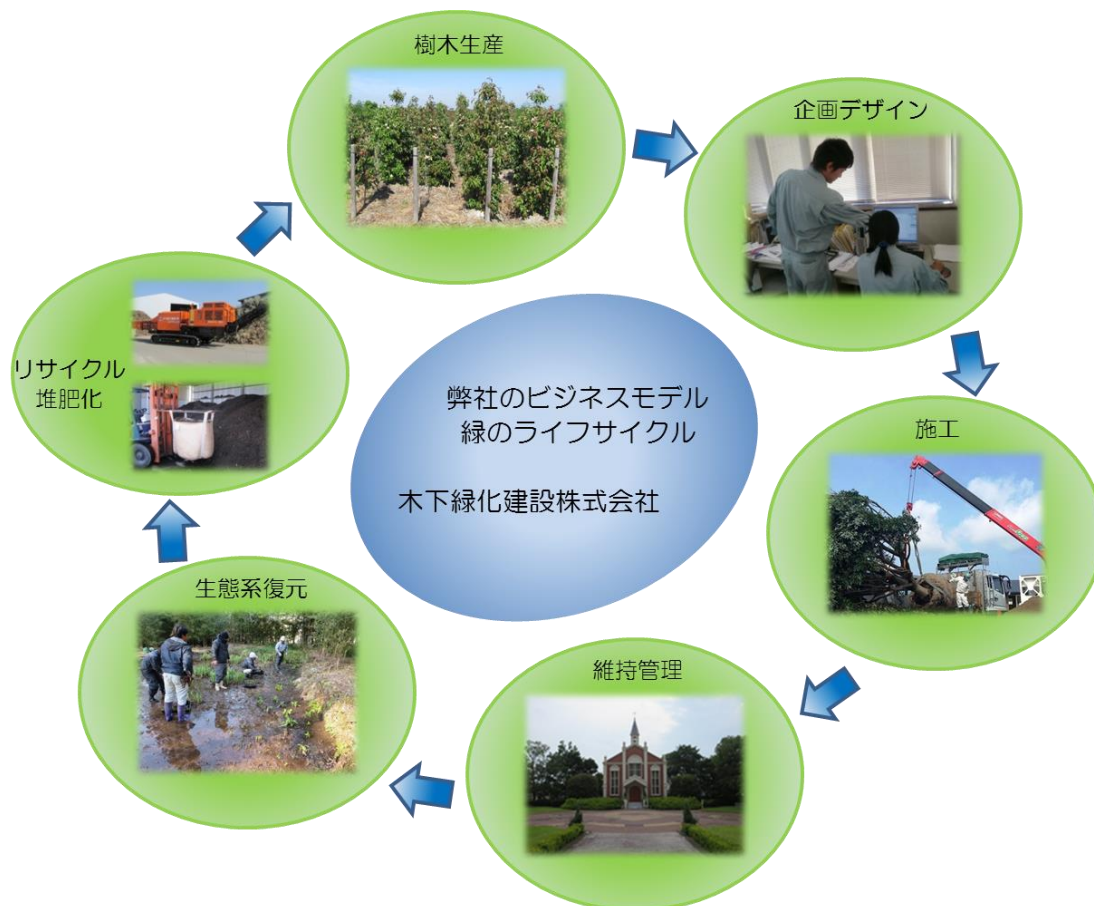 樹木生産
企画デザイン
施工
維持管理
生態系復元
リサイクル
堆肥化
弊社のビジネスモデル
緑のライフサイクル
木下緑化建設株式会社